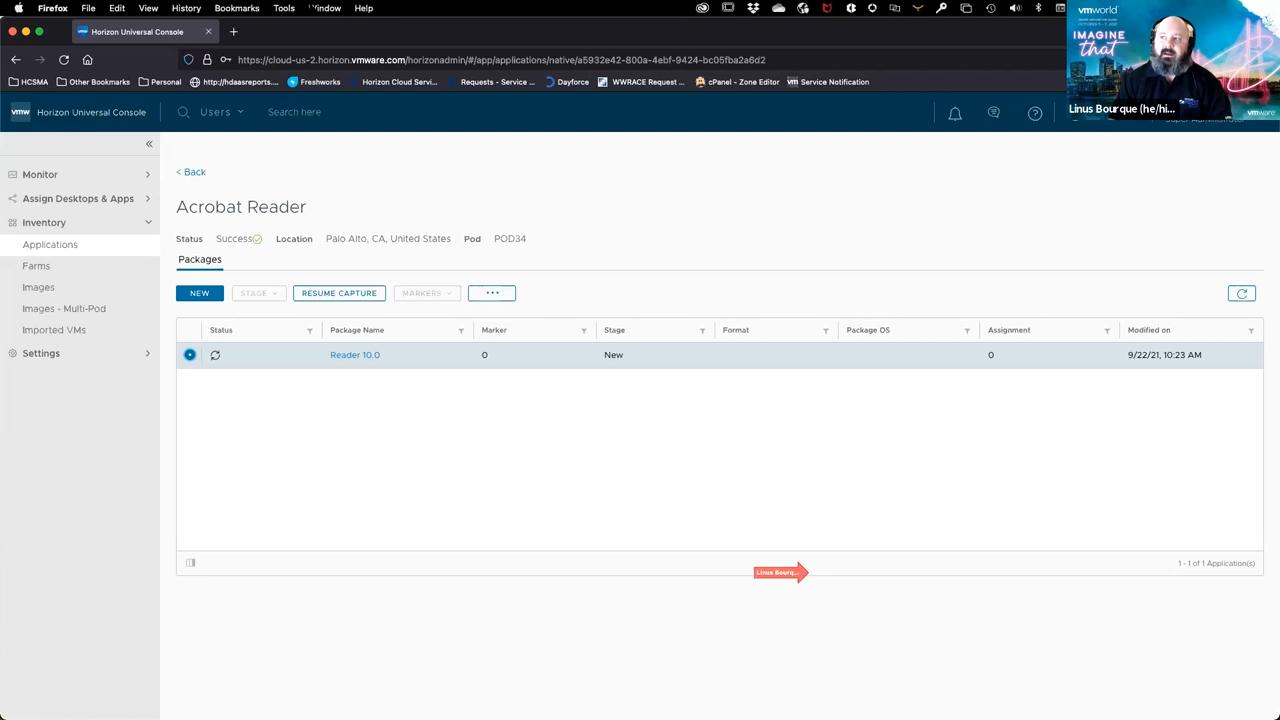 Firefox File Edit View History Bookmarks Tools Window Help
Horizon Universal Console
https://cloud-us-2.horizon.vmware.com/horizonadmin/#/app/applications/native/a5932e42-800a-4ebf-9424-bc05fba2a6d2
HCSMA Other Bookmarks Personal http://hdaasreports.... Freshworks Horizon Cloud Servi... Requests - Service ... Dayforce WWRACE Request ... cPanel - Zone Editor vm Service Notification
vmworld
IMAGINE
that
Linus Bourque (he/hi...
vmware
vmw Horizon Universal Console Users Search here
Monitor
Assign Desktops & Apps
Inventory
Applications
Farms
Images
Images - Multi-Pod
Imported VMs
Settings
< Back
Acrobat Reader
Status Success Location Palo Alto, CA, United States Pod POD34
Packages
NEW STAGE RESUME CAPTURE MARKERS ...
Status Package Name Marker Stage Format Package OS Assignment Modified on
Reader 10.0 0 New 0 9/22/21, 10:23 AM
1 - 1 of 1 Application(s)
Linus Bourq...